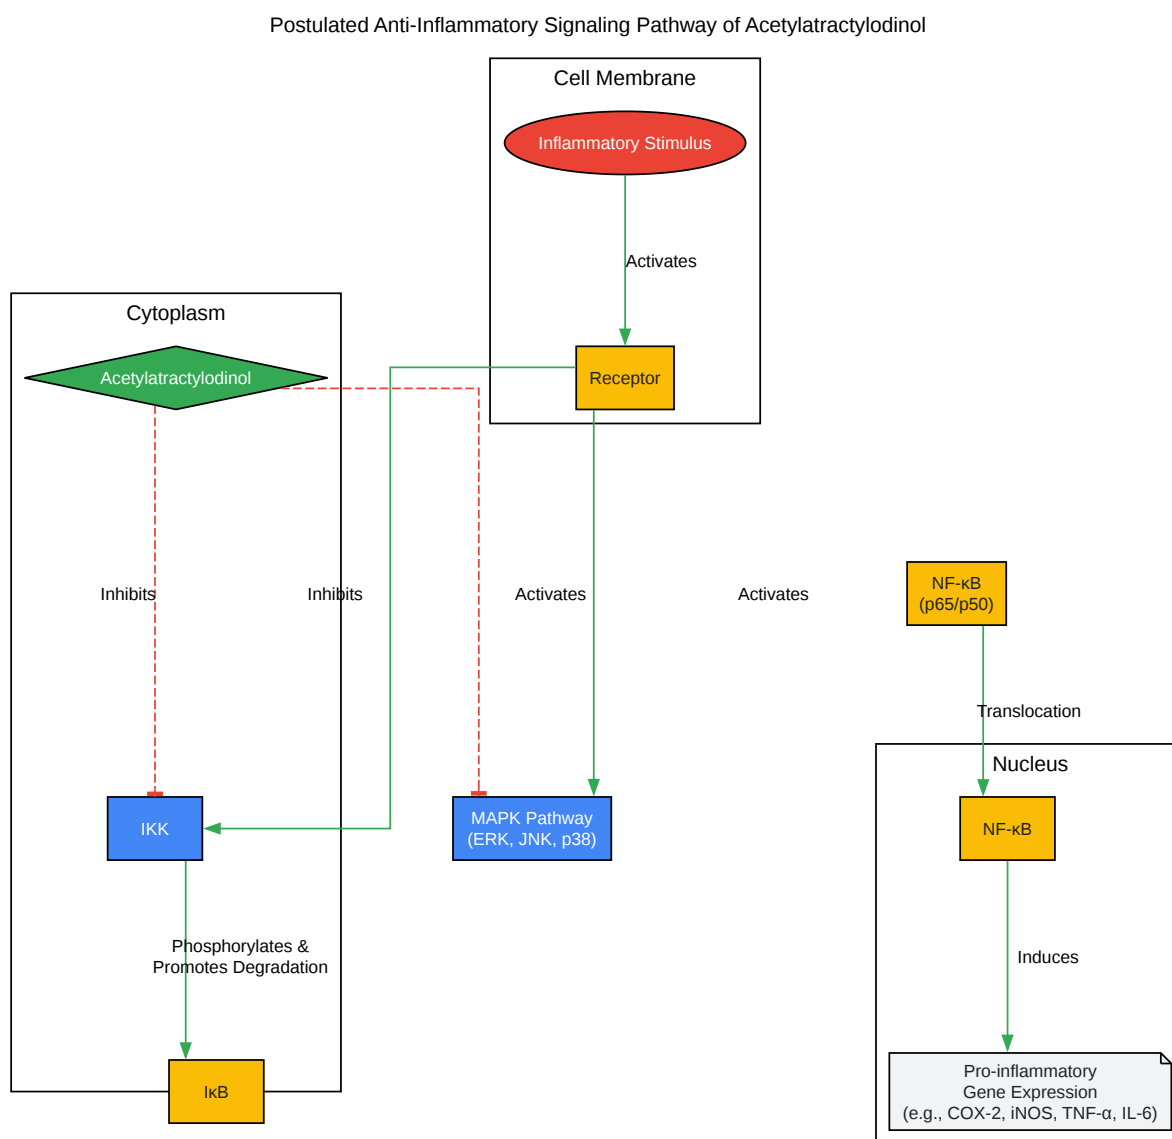 Postulated Anti-Inflammatory Signaling Pathway of Acetylatractylodinol
Cell Membrane
Inflammatory Stimulus
Activates
Cytoplasm
Acetylatractylodinol
Receptor
Inhibits
Inhibits
Activates
Activates
NF-κB
(p65/p50)
Translocation
Nucleus
IKK
MAPK Pathway
(ERK, JNK, p38)
NF-κB
Phosphorylates &
Promotes Degradation
Induces
IκB
Pro-inflammatory
Gene Expression
(e.g., COX-2, iNOS, TNF-α, IL-6)